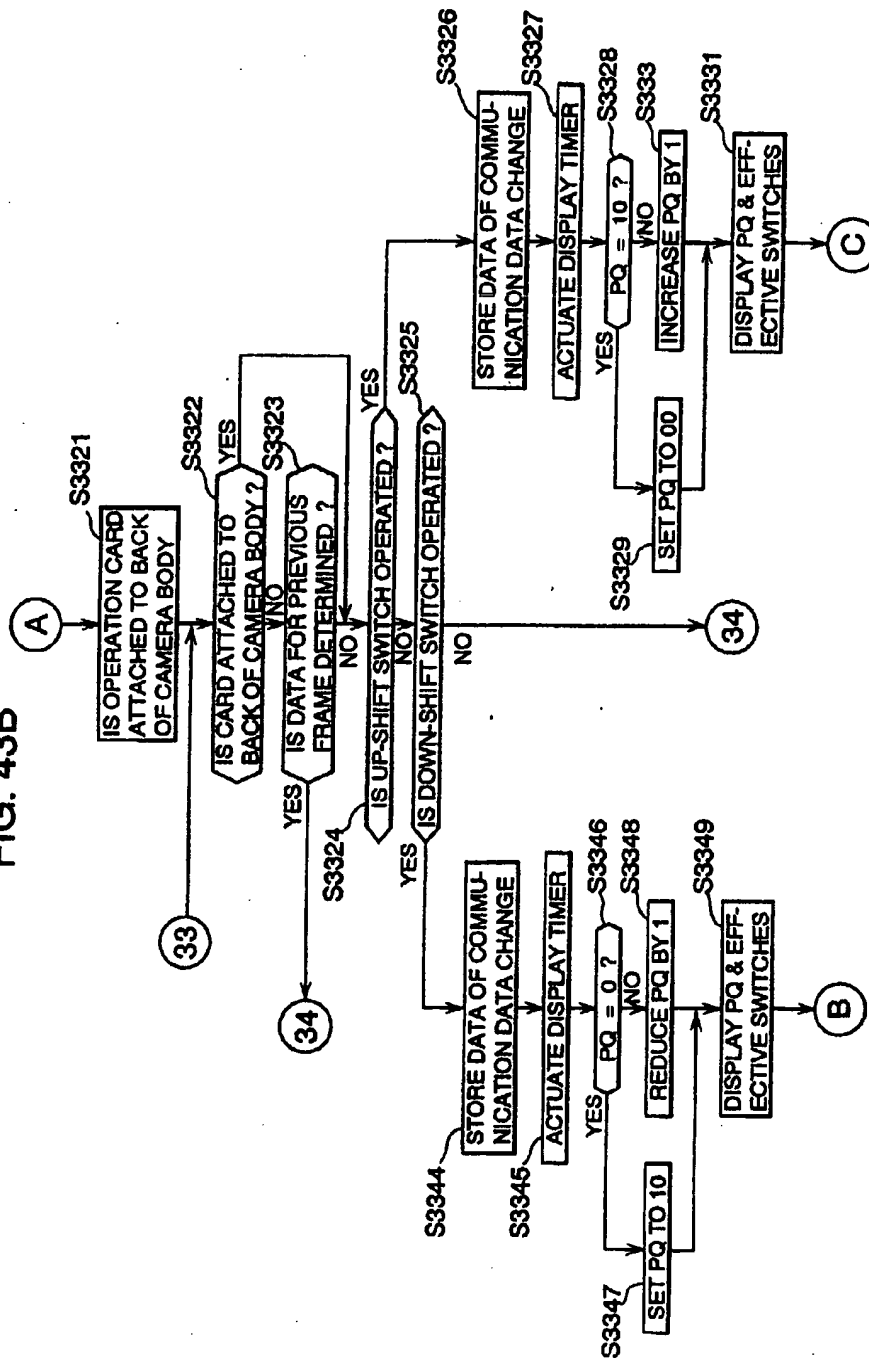 FIG. 43B
A
S3321
IS OPERATION CARD
ATTACHED TO BACK
OF CAMERA BODY
33
S3322
IS CARD ATTACHED TO
BACK OF CAMERA BODY ?
YES
NO
S3323
IS DATA FOR PREVIOUS
FRAME DETERMINED ?
YES
NO
34
S3324
IS UP-SHIFT SWITCH OPERATED ?
YES
NO
S3325
IS DOWN-SHIFT SWITCH OPERATED ?
YES
NO
34
S3344
STORE DATA OF COMMU-
NICATION DATA CHANGE
S3345
ACTUATE DISPLAY TIMER
S3346
PQ = 0 ?
YES
NO
S3347
SET PQ TO 10
S3348
REDUCE PQ BY 1
S3349
DISPLAY PQ & EFF-
ECTIVE SWITCHES
B
S3326
STORE DATA OF COMMU-
NICATION DATA CHANGE
S3327
ACTUATE DISPLAY TIMER
S3328
PQ = 10 ?
YES
NO
S3329
SET PQ TO 00
S333
INCREASE PQ BY 1
S3331
DISPLAY PQ & EFF-
ECTIVE SWITCHES
C